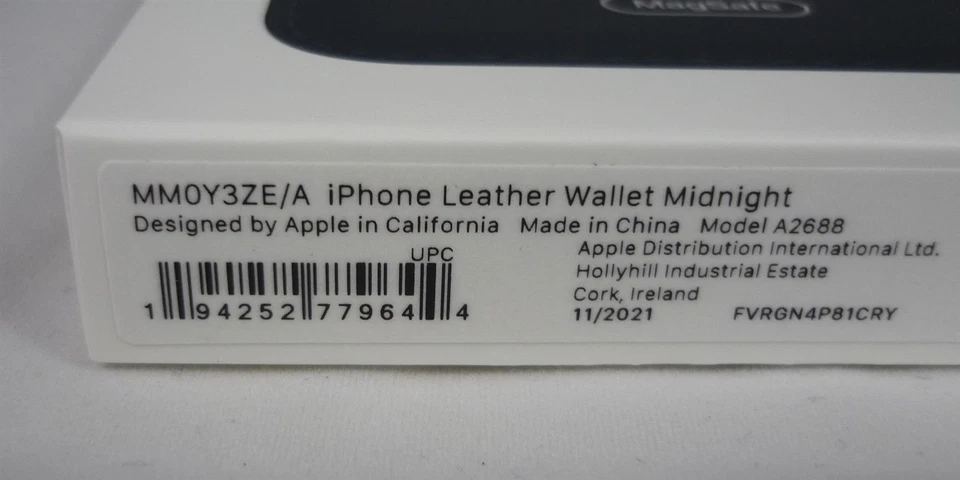 MagSafe
MM0Y3ZE/A iPhone Leather Wallet Midnight
Designed by Apple in California Made in China Model A2688
UPC
Apple Distribution International Ltd.
Hollyhill Industrial Estate
Cork, Ireland
1 94252 77964 4
11/2021 FVRGN4P81CRY